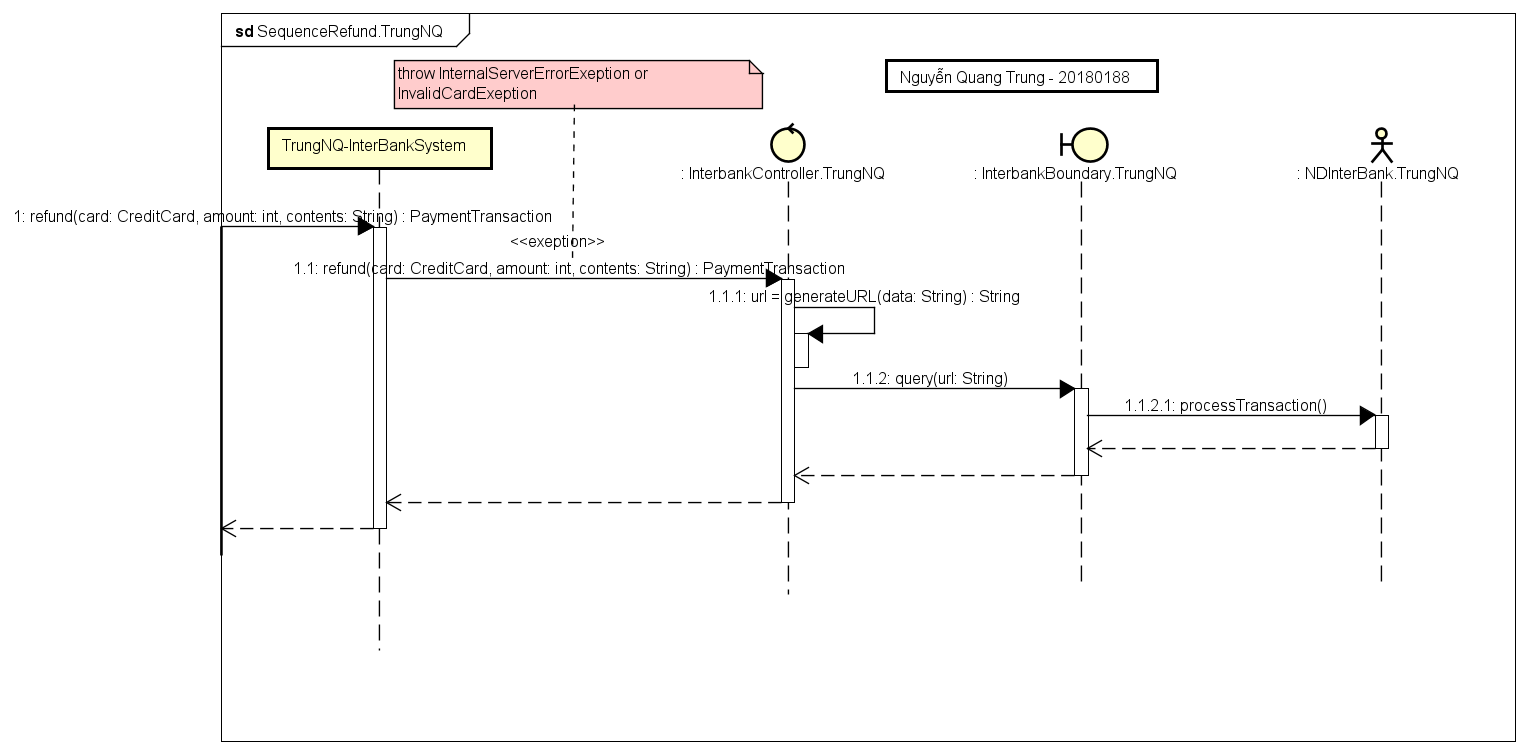 sd SequenceRefund.TrungNQ
throw InternalServerErrorExeption or
InvalidCardExeption
Nguyễn Quang Trung - 20180188
TrungNQ-InterBankSystem
: InterbankController.TrungNQ
: InterbankBoundary.TrungNQ
: NDInterBank.TrungNQ
1: refund(card: CreditCard, amount: int, contents: String) : PaymentTransaction
<<exeption>>
1.1: refund(card: CreditCard, amount: int, contents: String) : PaymentTransaction
1.1.1: url = generateURL(data: String) : String
1.1.2: query(url: String)
1.1.2.1: processTransaction()